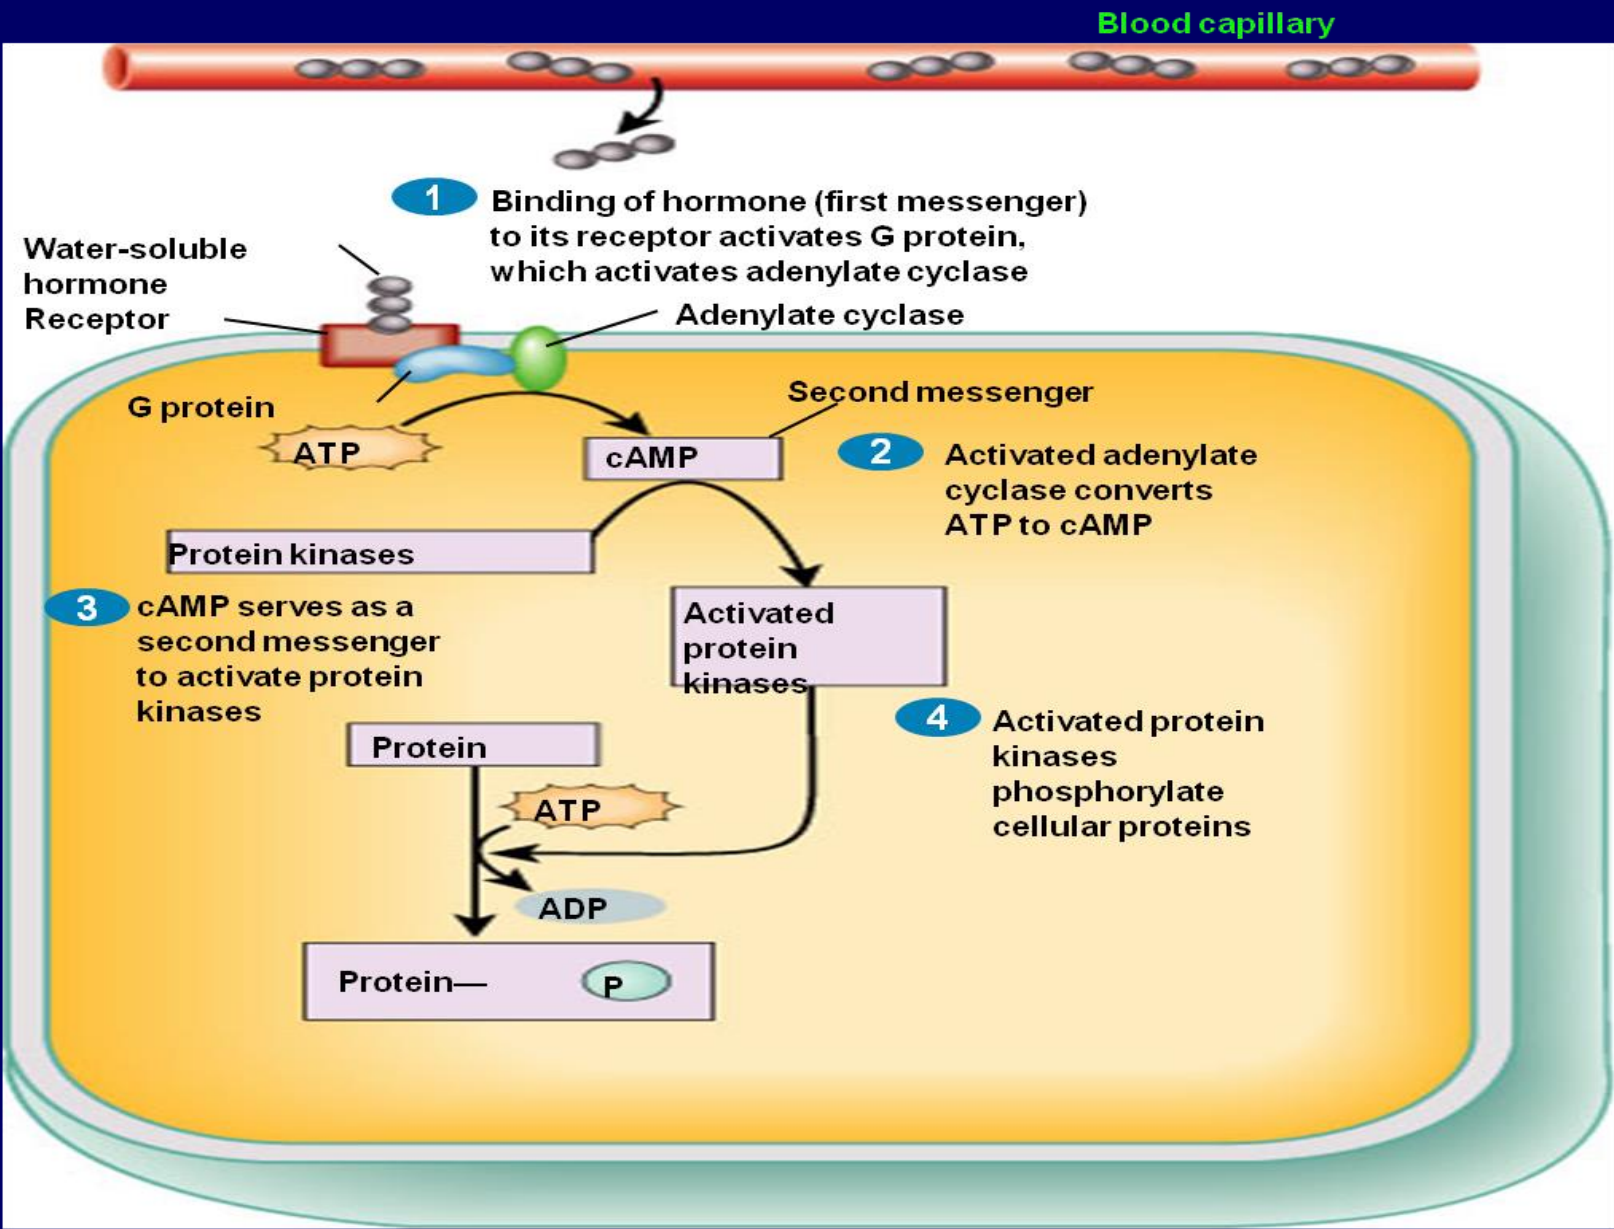 Blood capillary
1 Binding of hormone (first messenger)
to its receptor activates G protein,
which activates adenylate cyclase
Water-soluble
hormone
Receptor
Adenylate cyclase
G protein
Second messenger
ATP
cAMP
2 Activated adenylate
cyclase converts
ATP to cAMP
Protein kinases
3 cAMP serves as a
second messenger
to activate protein
kinases
Activated
protein
kinases
4 Activated protein
kinases
phosphorylate
cellular proteins
Protein
ATP
ADP
Protein— P